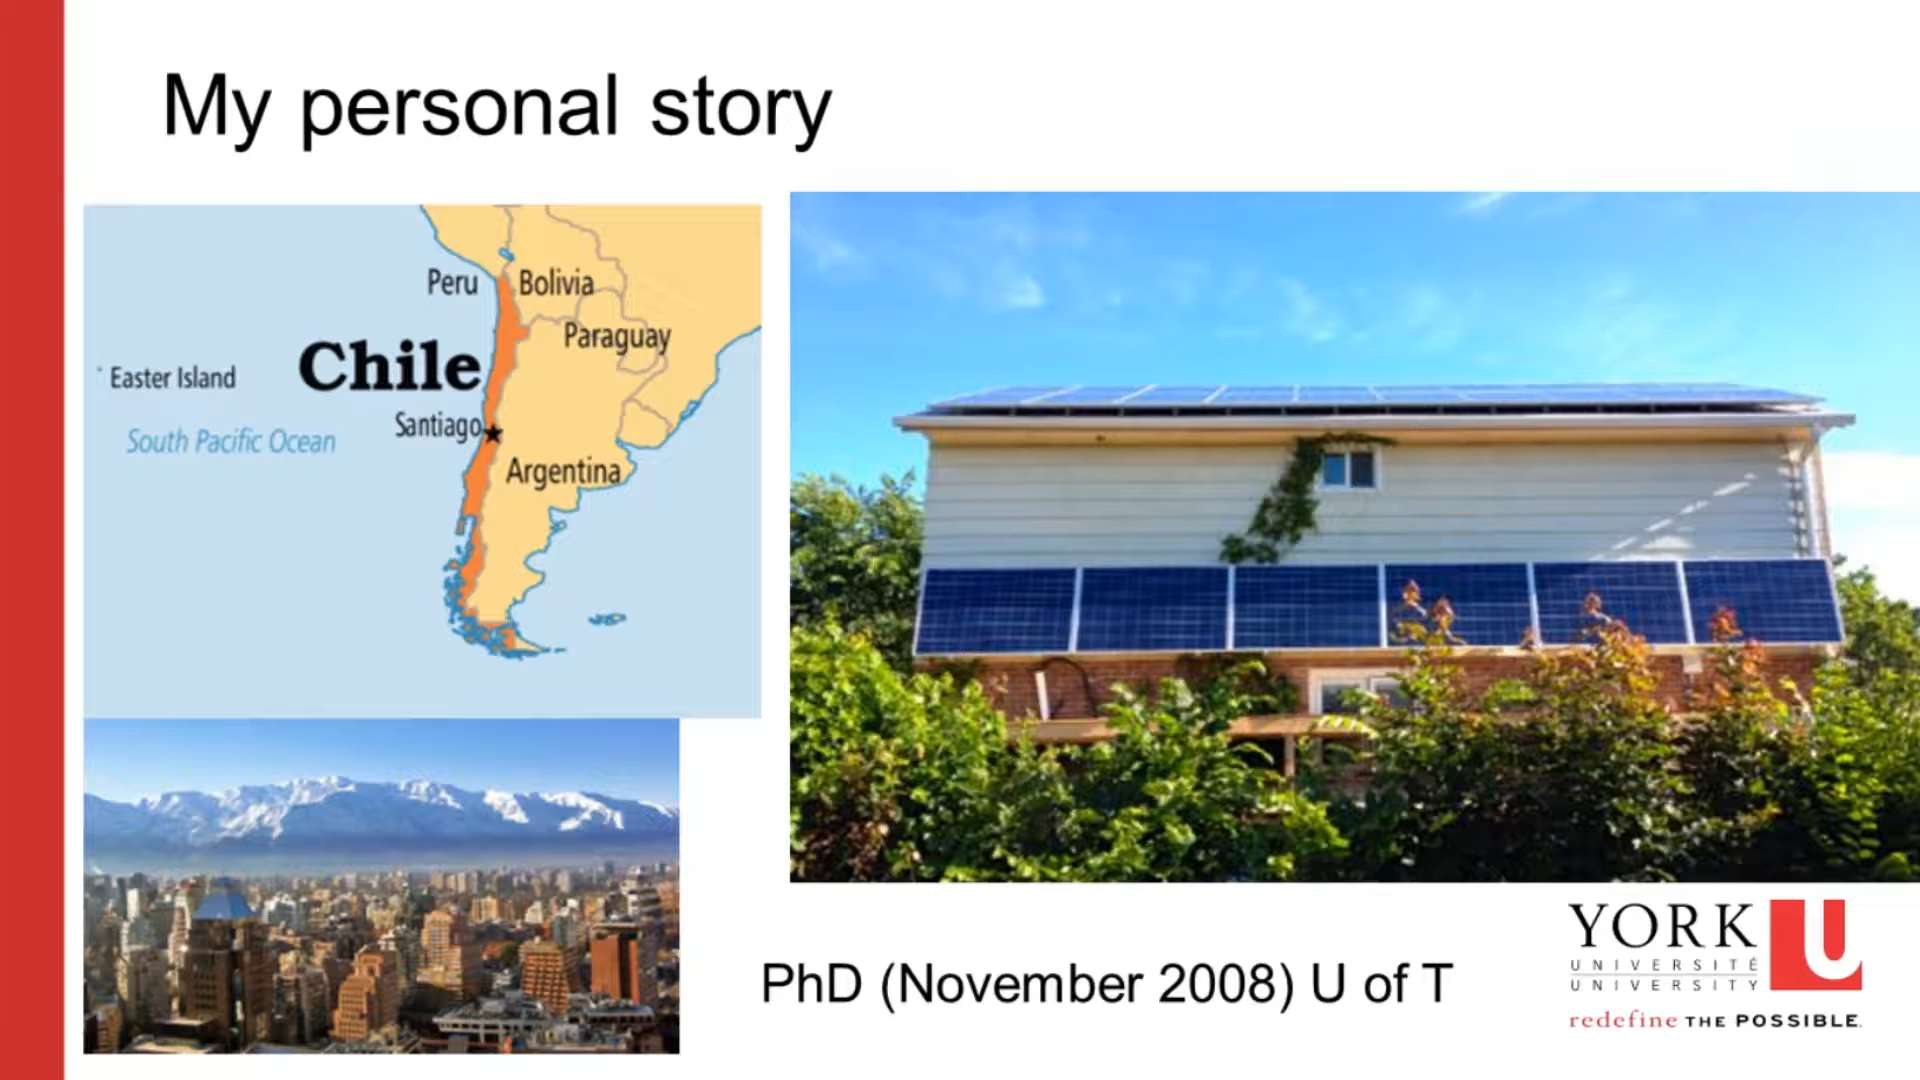 My personal story
Peru
Bolivia
Paraguay
Chile
Easter Island
Santiago
South Pacific Ocean
Argentina
PhD (November 2008) U of T
YORK U
UNIVERSITÉ
UNIVERSITY
redefine THE POSSIBLE.